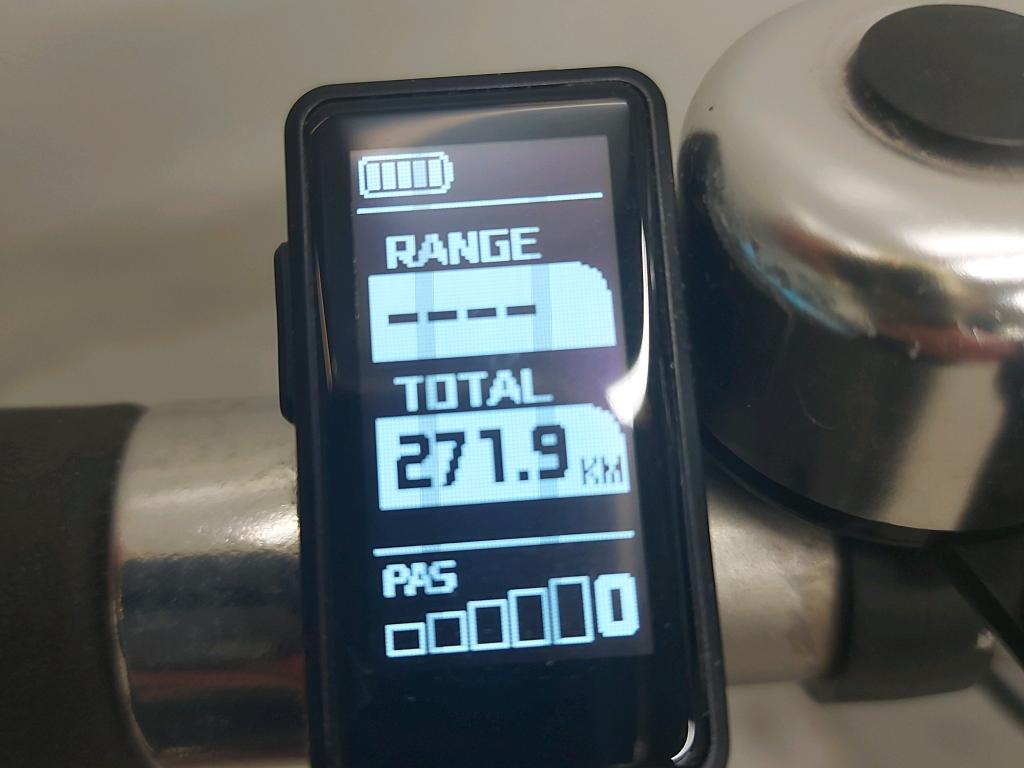 RANGE
----
TOTAL
271.9 KM
PAS
0